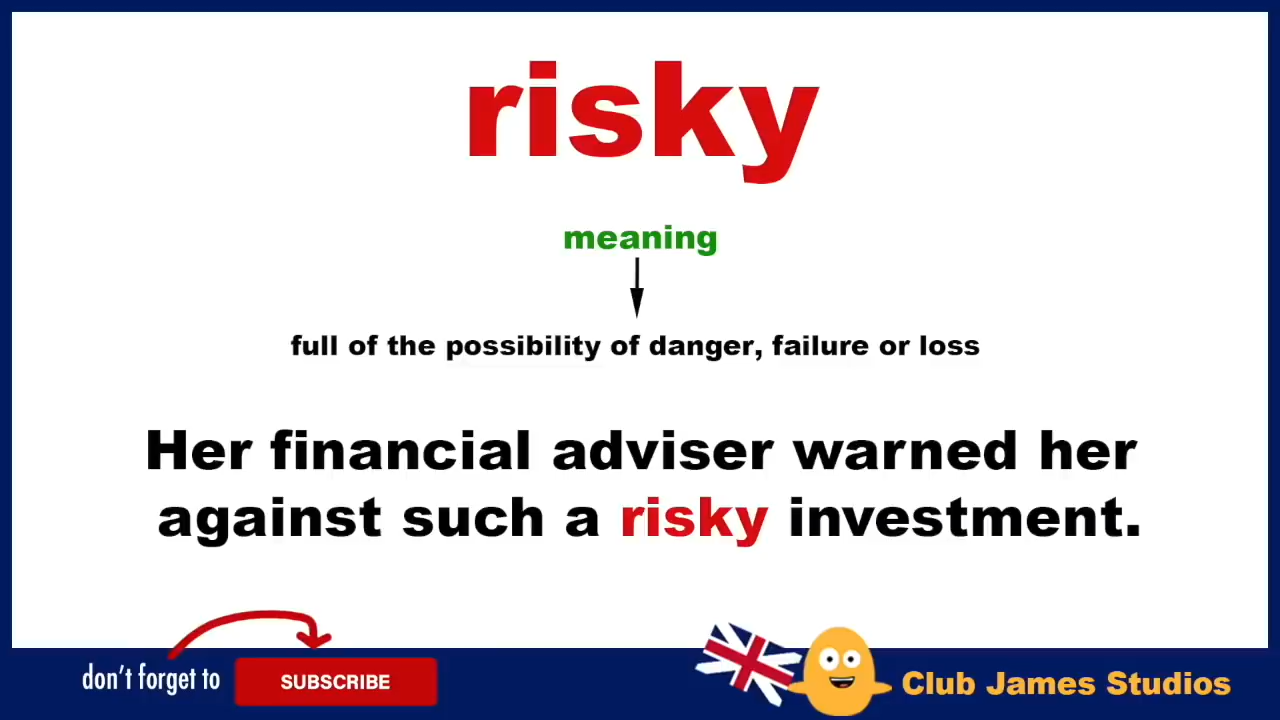 risky
meaning
full of the possibility of danger, failure or loss
Her financial adviser warned her
against such a risky investment.
don't forget to
SUBSCRIBE
Club James Studios